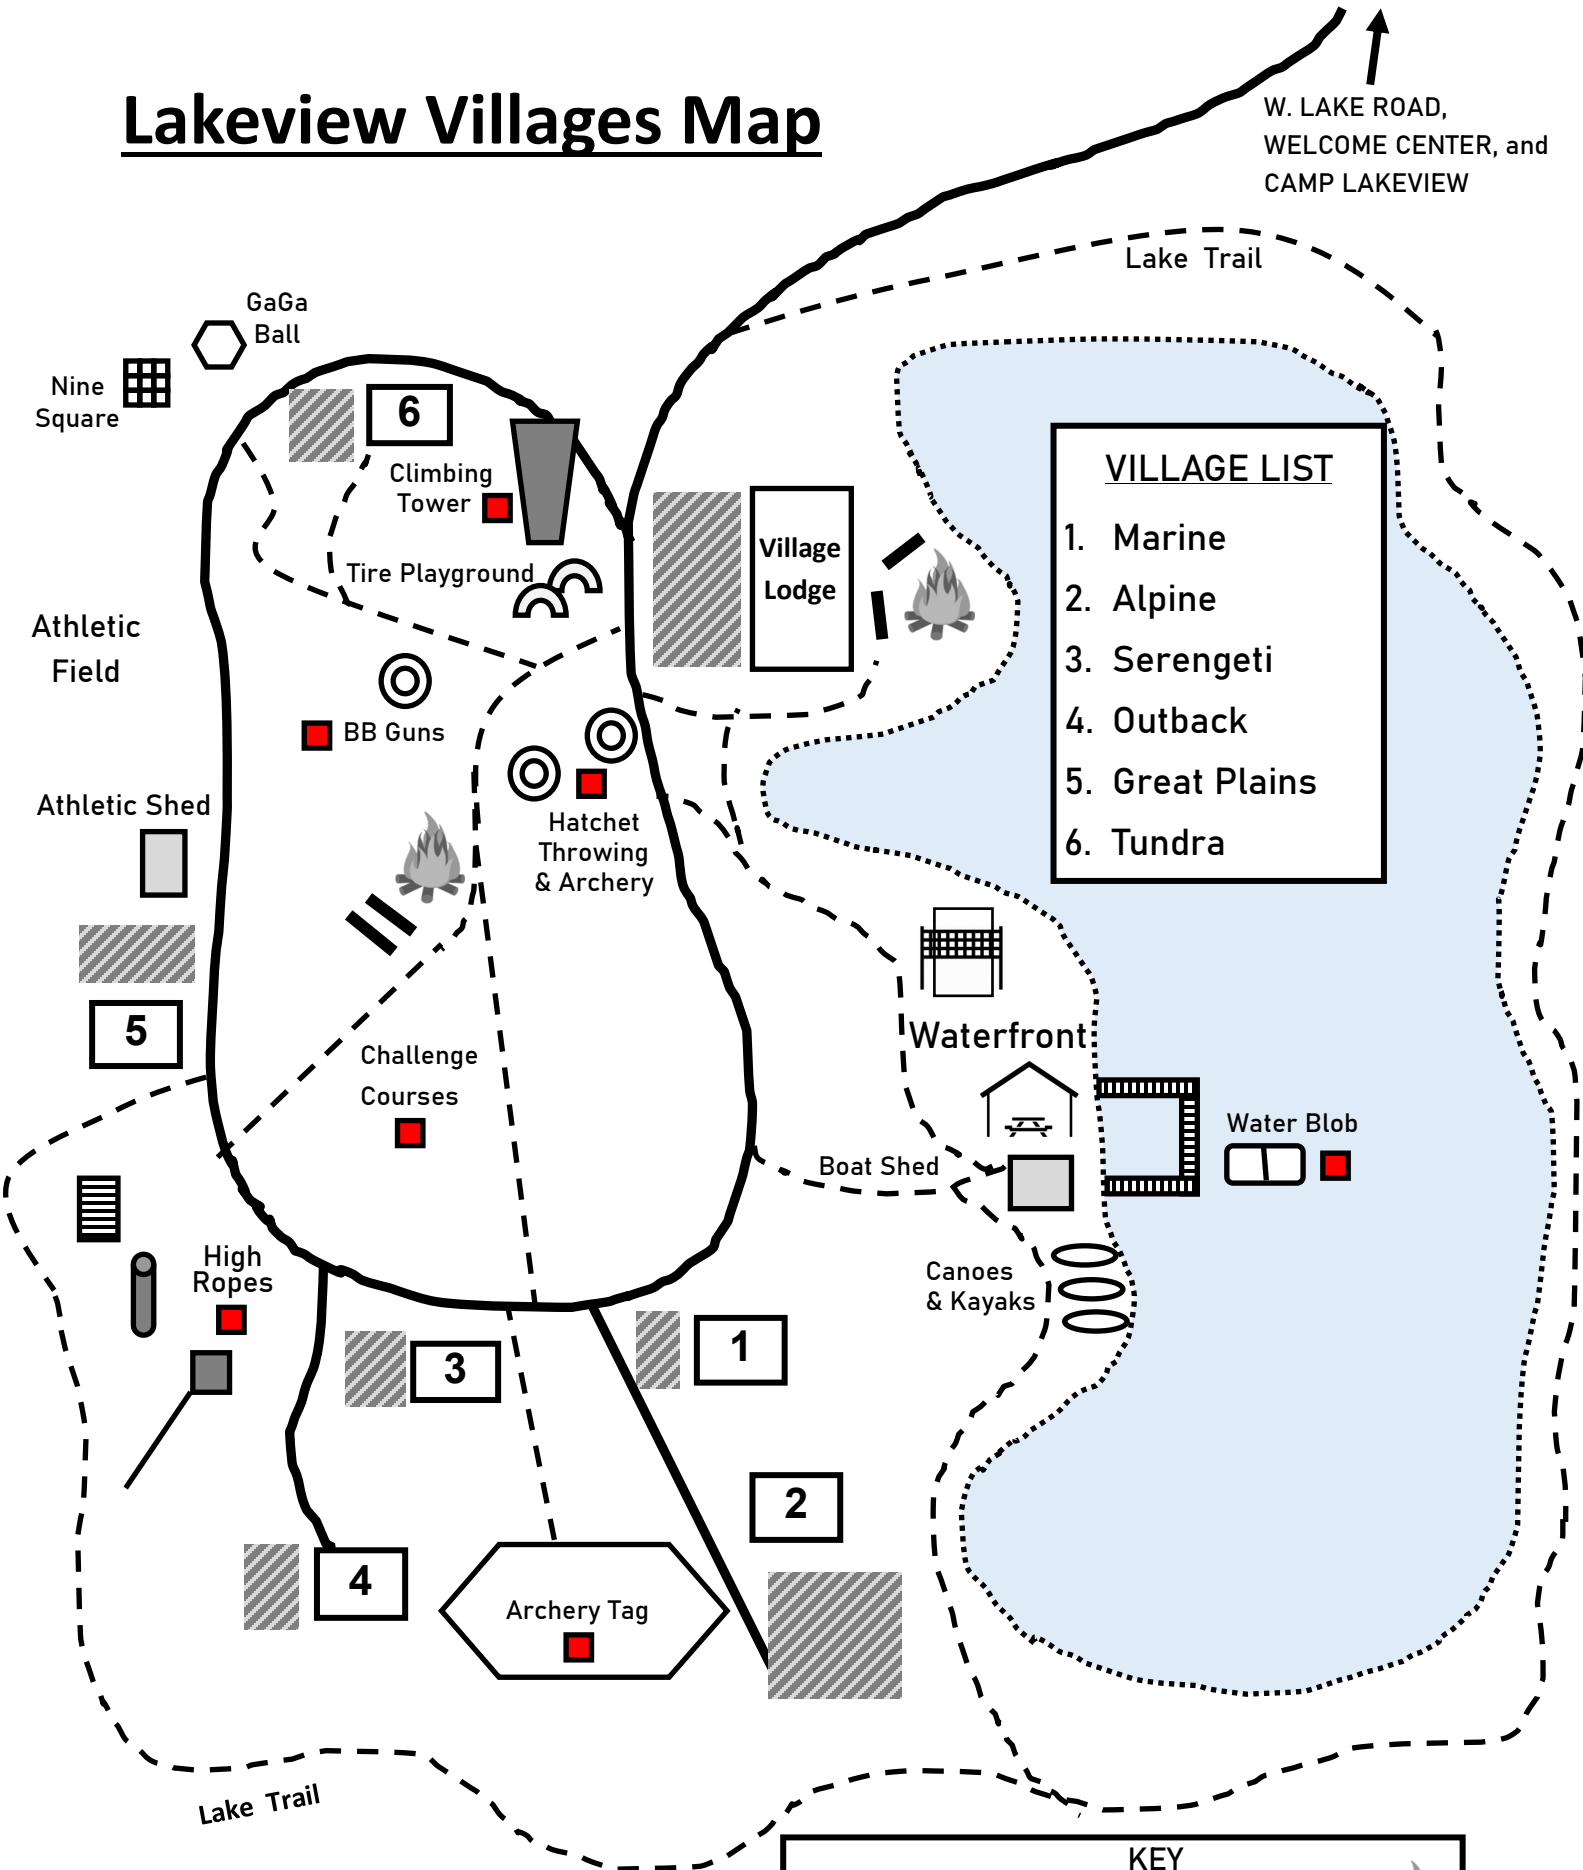 Lakeview Villages Map
W. LAKE ROAD,
WELCOME CENTER, and
CAMP LAKEVIEW
Lake Trail
GaGa
Ball
Nine
Square
6
Climbing
Tower
Tire Playground
Village
Lodge
VILLAGE LIST
1. Marine
2. Alpine
3. Serengeti
4. Outback
5. Great Plains
6. Tundra
Athletic
Field
BB Guns
Athletic Shed
Hatchet
Throwing
& Archery
5
Challenge
Courses
Waterfront
Boat Shed
Water Blob
High
Ropes
Canoes
& Kayaks
3
1
2
4
Archery Tag
Lake Trail
KEY